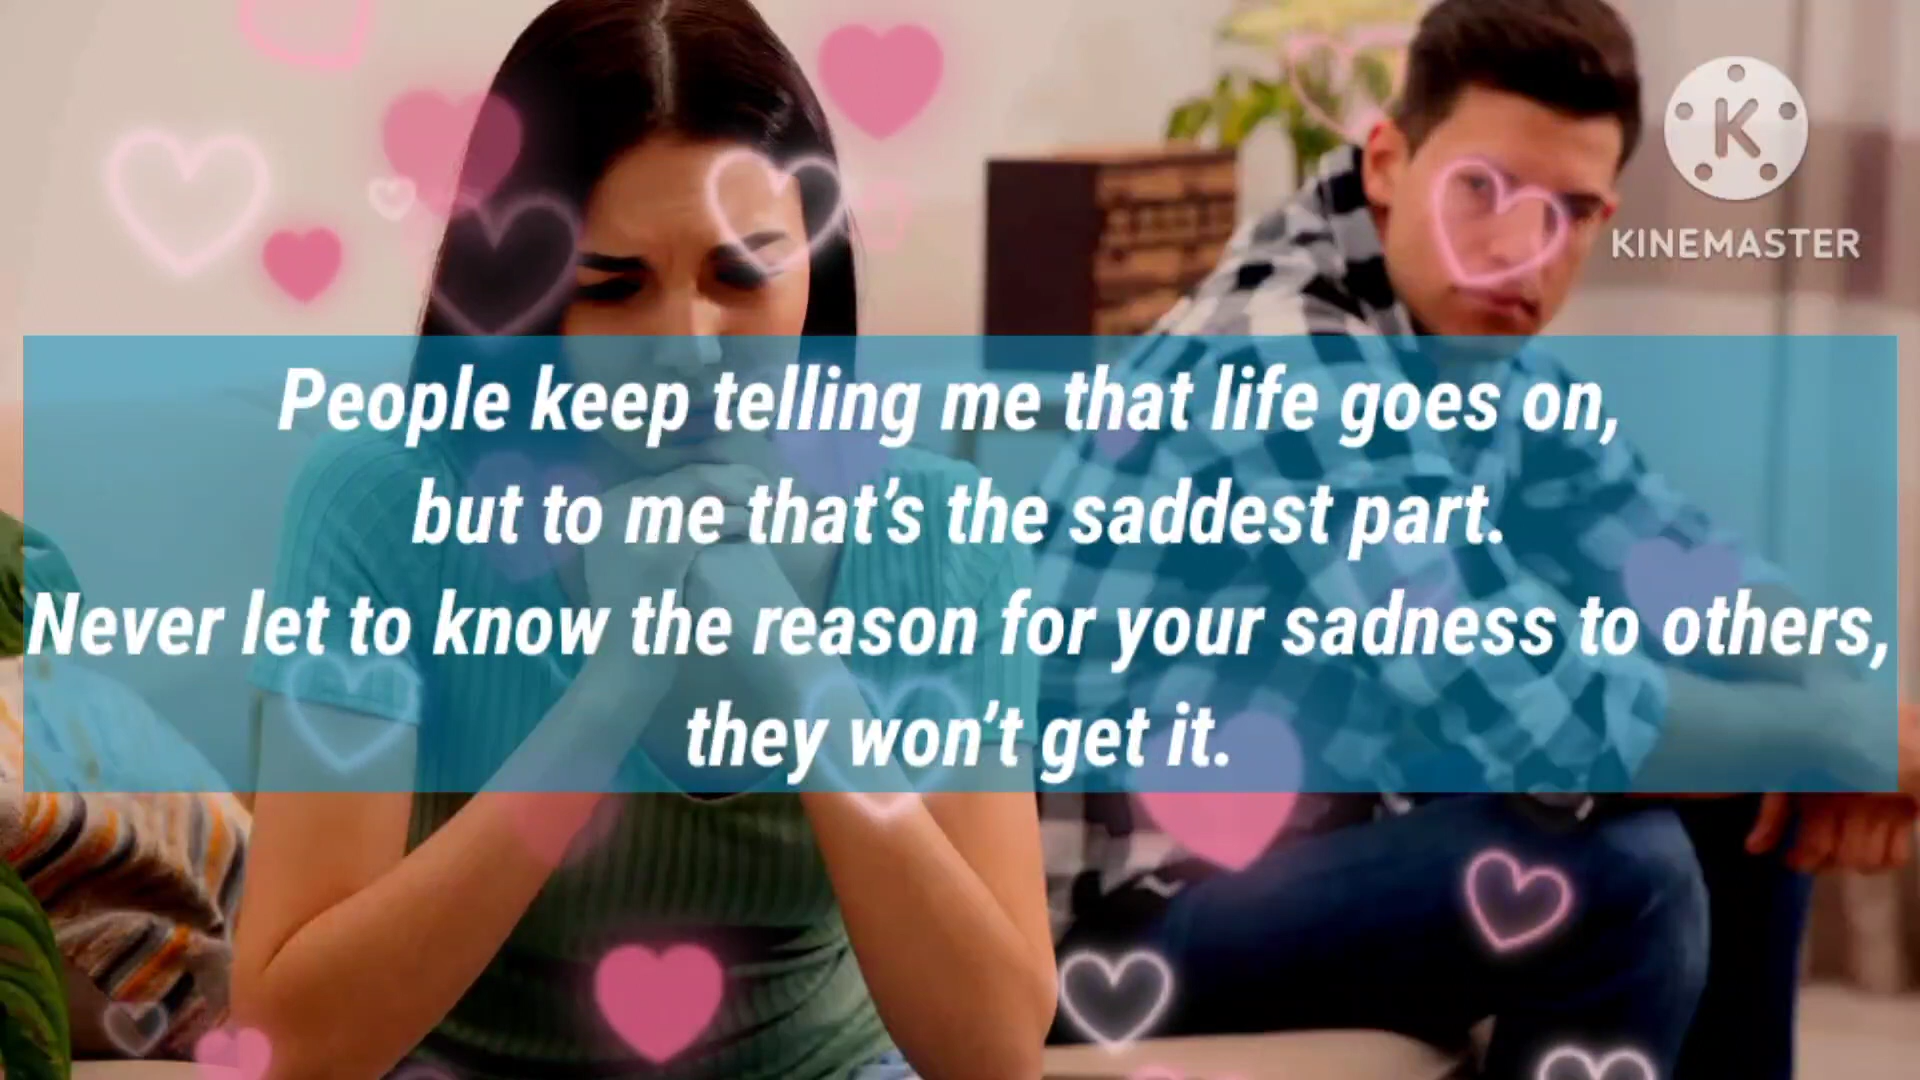 K
KINEMASTER
People keep telling me that life goes on,
but to me that’s the saddest part.
Never let to know the reason for your sadness to others,
they won’t get it.